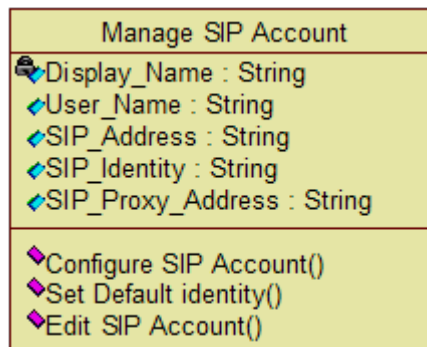 Manage SIP Account
Display_Name : String
User_Name : String
SIP_Address : String
SIP_Identity : String
SIP_Proxy_Address : String
Configure SIP Account()
Set Default identity()
Edit SIP Account()